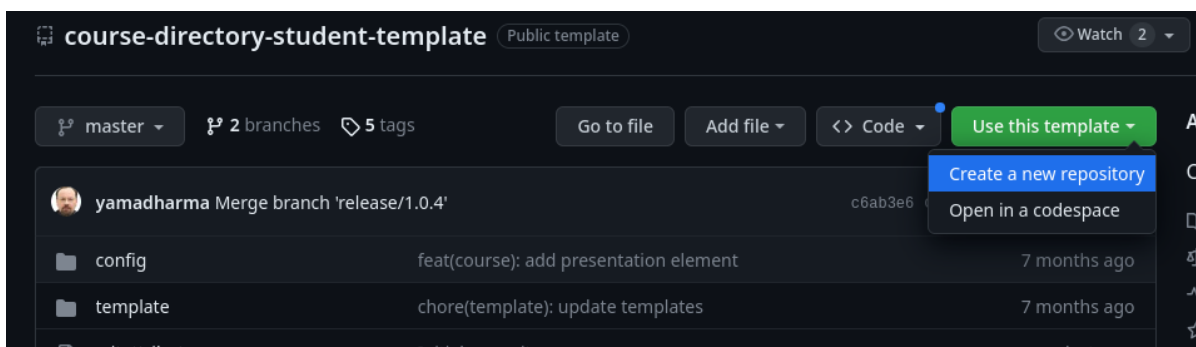 course-directory-student-template Public template Watch 2
master 2 branches 5 tags Go to file Add file <> Code Use this template
Create a new repository
Open in a codespace
yamadharma Merge branch 'release/1.0.4' c6ab3e6
config feat(course): add presentation element 7 months ago
template chore(template): update templates 7 months ago